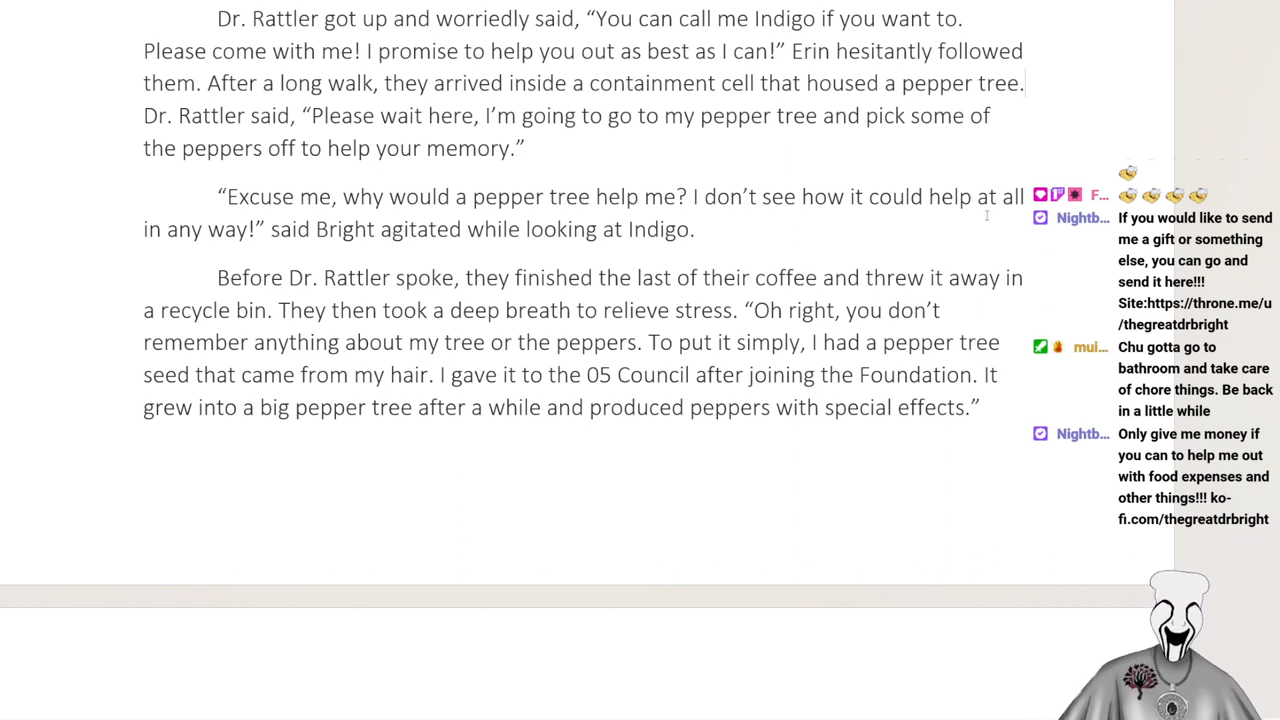 Dr. Rattler got up and worriedly said, “You can call me Indigo if you want to.
Please come with me! I promise to help you out as best as I can!” Erin hesitantly followed
them. After a long walk, they arrived inside a containment cell that housed a pepper tree.
Dr. Rattler said, “Please wait here, I’m going to go to my pepper tree and pick some of
the peppers off to help your memory.”
“Excuse me, why would a pepper tree help me? I don’t see how it could help at all
in any way!” said Bright agitated while looking at Indigo.
Before Dr. Rattler spoke, they finished the last of their coffee and threw it away in
a recycle bin. They then took a deep breath to relieve stress. “Oh right, you don’t
remember anything about my tree or the peppers. To put it simply, I had a pepper tree
seed that came from my hair. I gave it to the 05 Council after joining the Foundation. It
grew into a big pepper tree after a while and produced peppers with special effects.”
F...
Nightb... If you would like to send
me a gift or something
else, you can go and
send it here!!!
Site:https://throne.me/u
/thegreatdrbright
mui... Chu gotta go to
bathroom and take care
of chore things. Be back
in a little while
Nightb... Only give me money if
you can to help me out
with food expenses and
other things!!! ko-
fi.com/thegreatdrbright